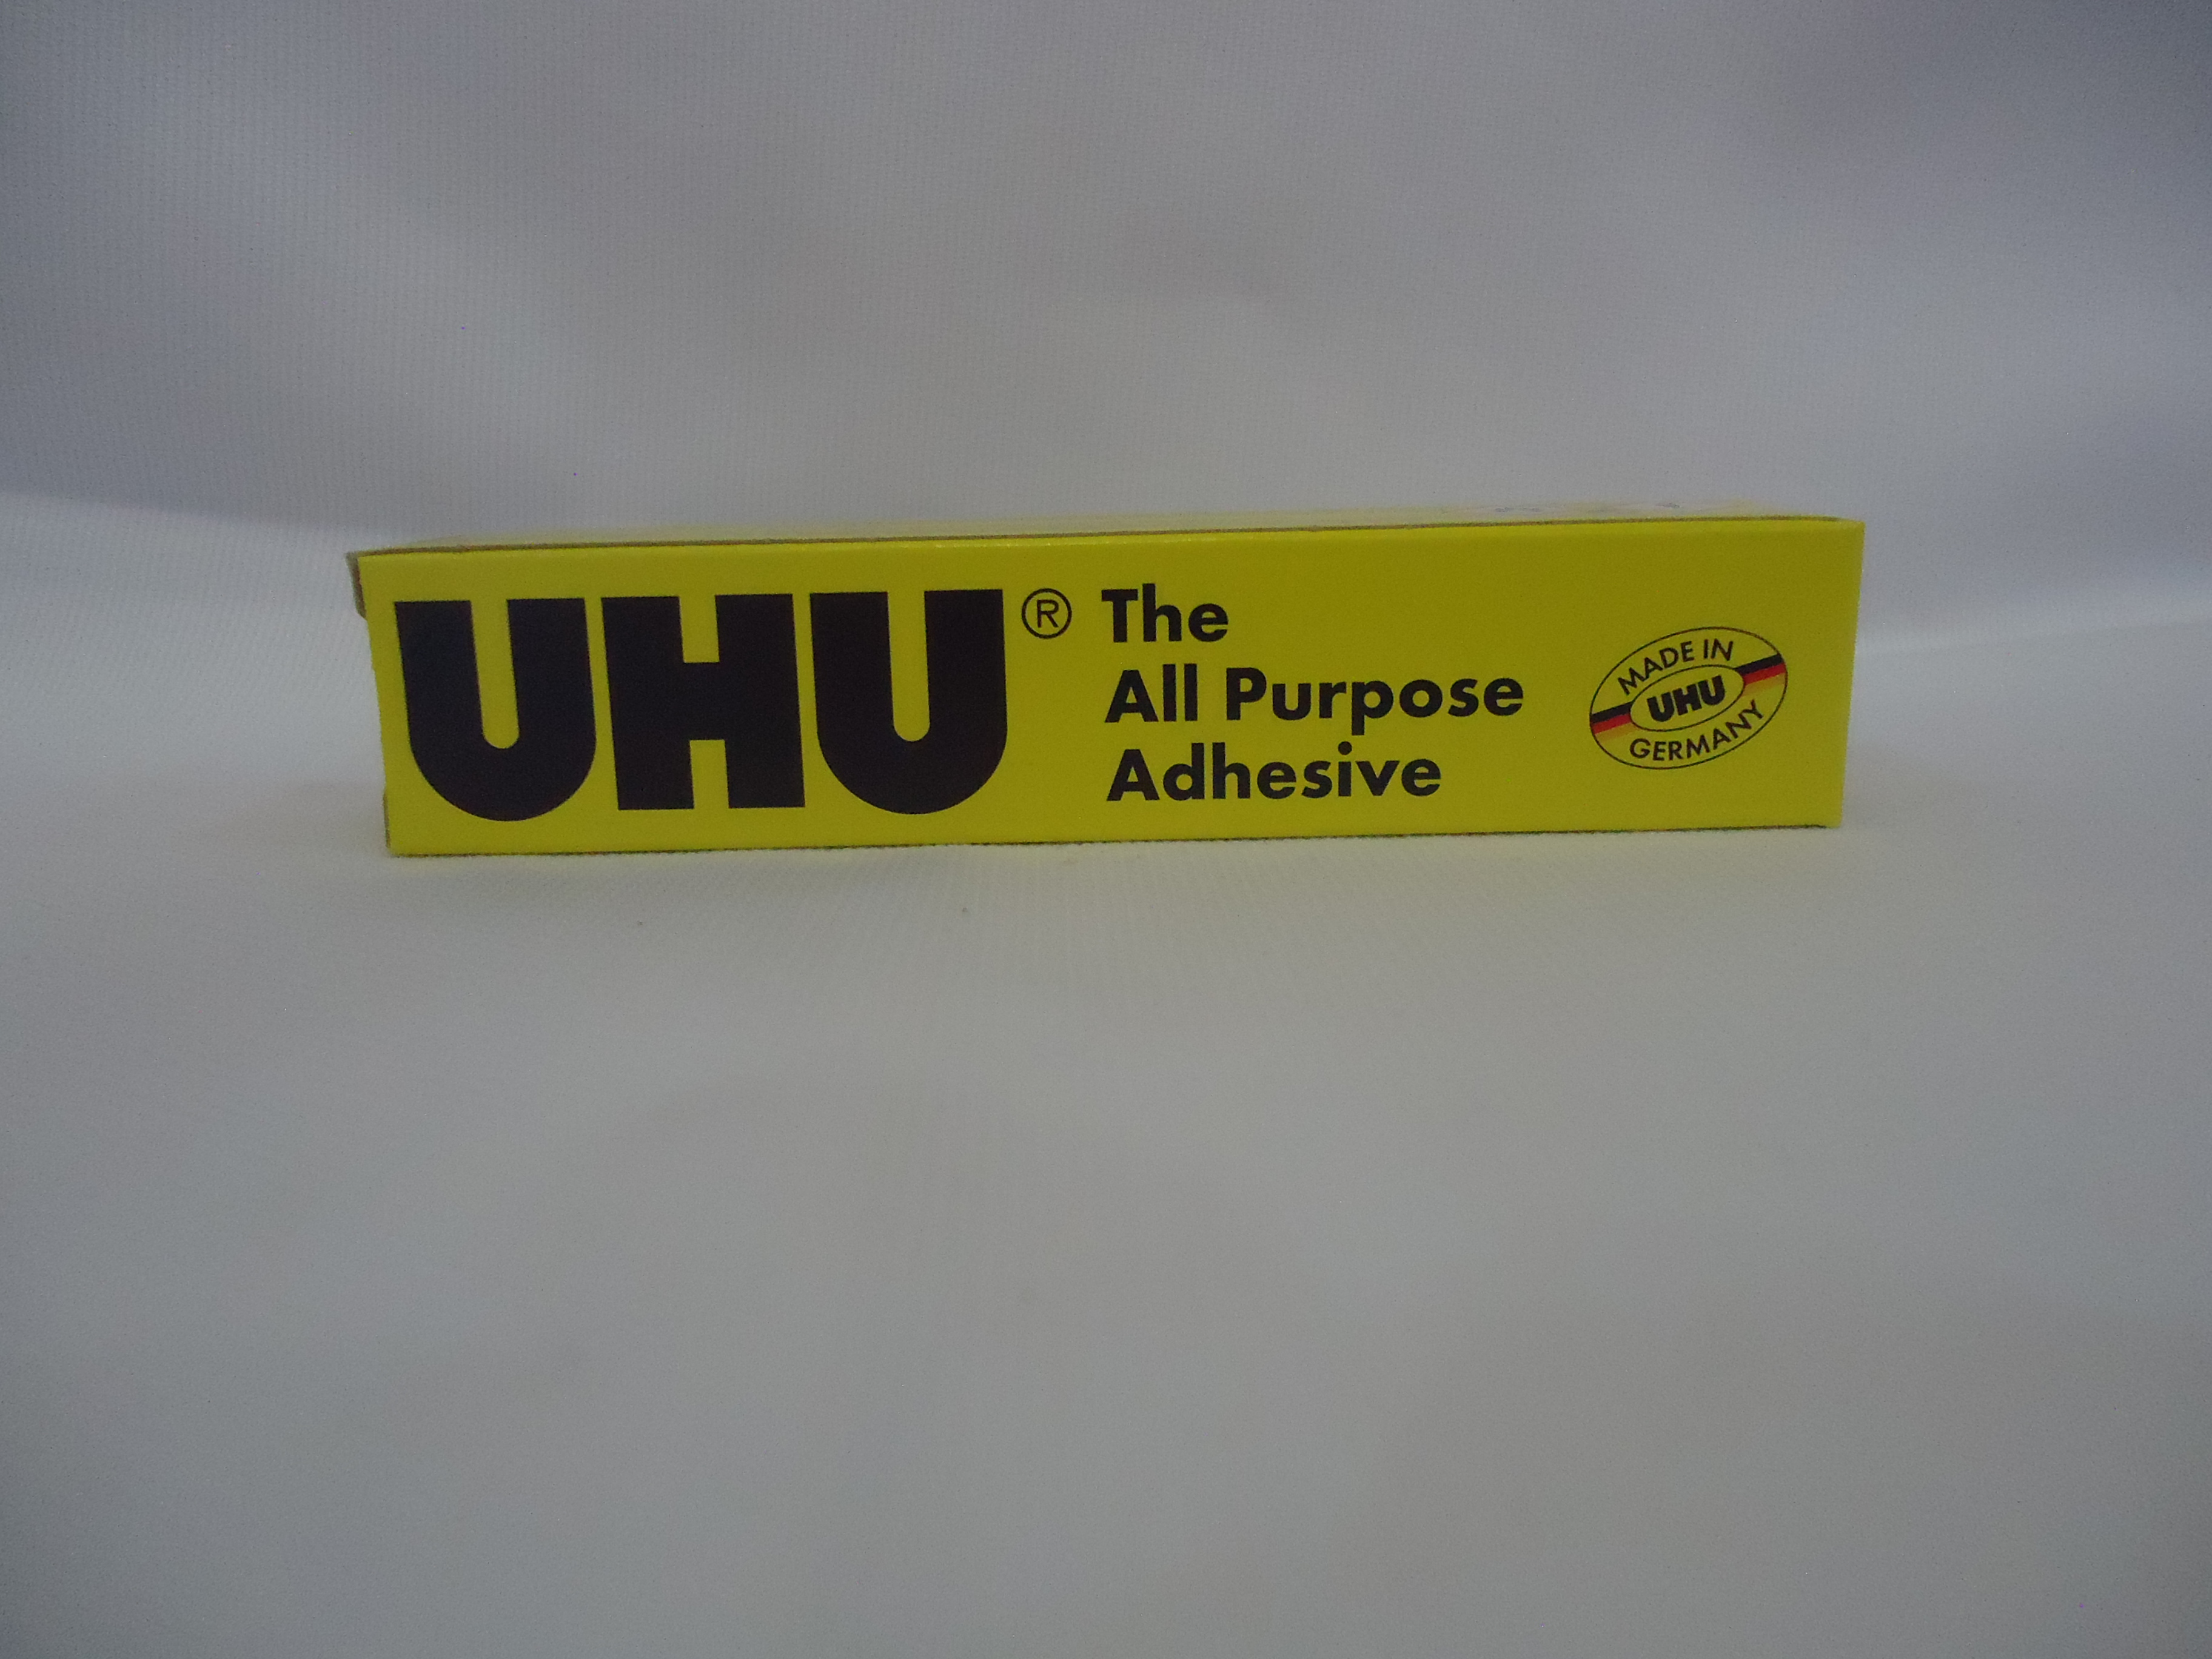 UHU® The
All Purpose
Adhesive
MADE IN
UHU
GERMANY